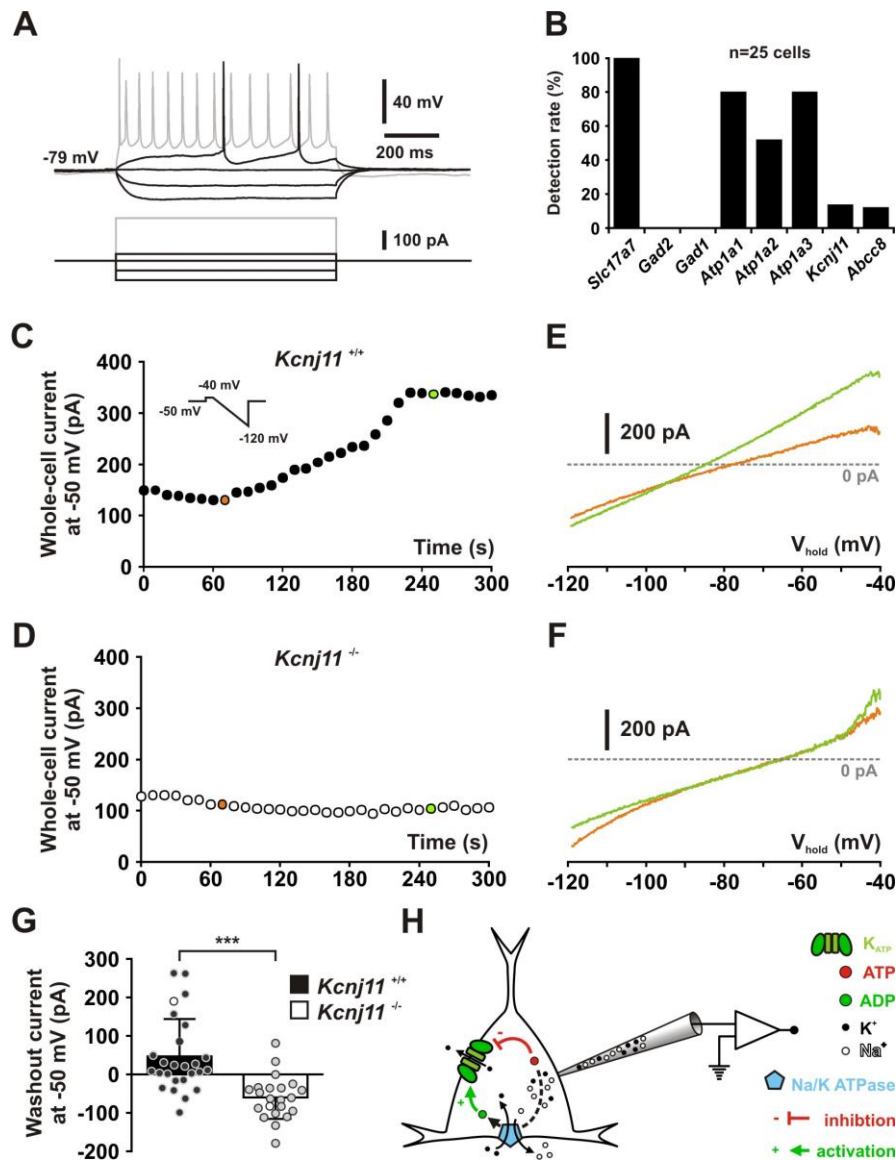 A
40 mV
200 ms
-79 mV
100 pA
B
n=25 cells
Detection rate (%)
100
80
60
40
20
0
Slc17a7
Gad2
Gad1
Atp1a1
Atp1a2
Atp1a3
Kcnj11
Abcc8
C
Kcnj11 +/+
Whole-cell current
at -50 mV (pA)
400
300
200
100
0
-40 mV
-50 mV
-120 mV
Time (s)
0 60 120 180 240 300
E
200 pA
0 pA
Vhold (mV)
-120 -100 -80 -60 -40
D
Kcnj11 -/-
Whole-cell current
at -50 mV (pA)
400
300
200
100
0
Time (s)
0 60 120 180 240 300
F
200 pA
0 pA
Vhold (mV)
-120 -100 -80 -60 -40
G
Washout current
at -50 mV (pA)
300
200
100
0
-100
-200
***
Kcnj11 +/+
Kcnj11 -/-
H
-
+
KATP
ATP
ADP
K+
Na+
Na/K ATPase
- inhibtion
+ activation